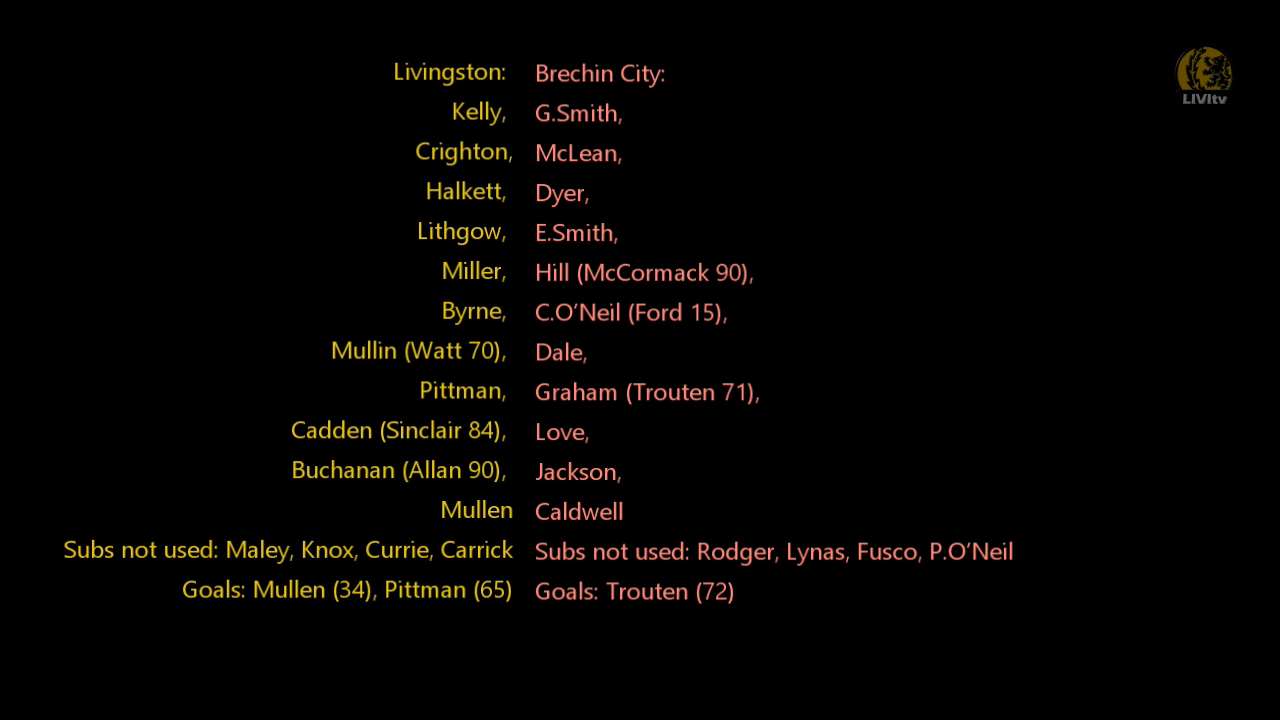 Livingston:
Kelly,
Crighton,
Halkett,
Lithgow,
Miller,
Byrne,
Mullin (Watt 70),
Pittman,
Cadden (Sinclair 84),
Buchanan (Allan 90),
Mullen
Subs not used: Maley, Knox, Currie, Carrick
Goals: Mullen (34), Pittman (65)
Brechin City:
G.Smith,
McLean,
Dyer,
E.Smith,
Hill (McCormack 90),
C.O’Neil (Ford 15),
Dale,
Graham (Trouten 71),
Love,
Jackson,
Caldwell
Subs not used: Rodger, Lynas, Fusco, P.O’Neil
Goals: Trouten (72)
LIVItv